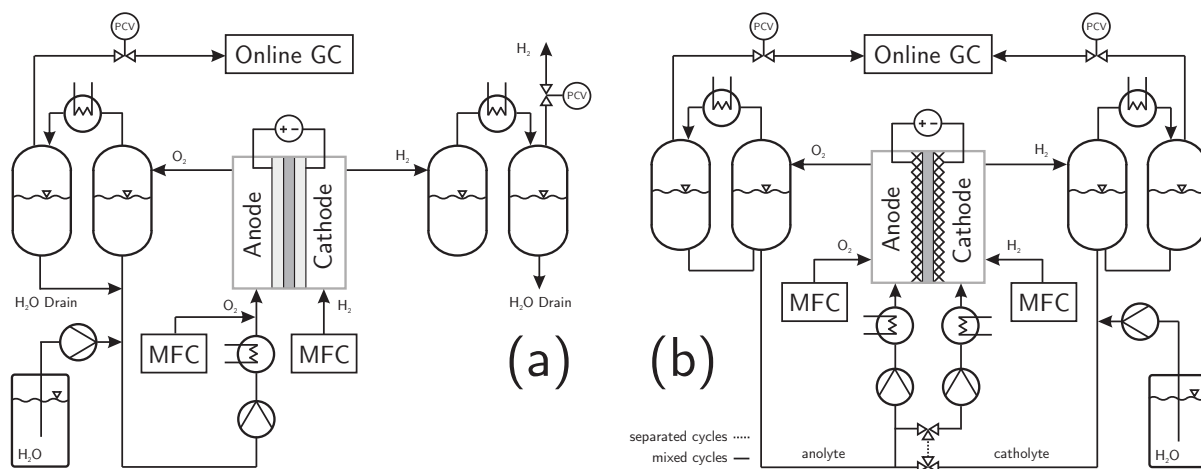 PCV
Online GC
H₂
PCV
O₂
H₂
+ -
Anode
Cathode
H₂O Drain
O₂
H₂
MFC
MFC
H₂O Drain
H₂O
(a)
PCV
Online GC
PCV
O₂
H₂
+ -
Anode
Cathode
O₂
H₂
MFC
MFC
(b)
separated cycles
mixed cycles
anolyte
catholyte
H₂O